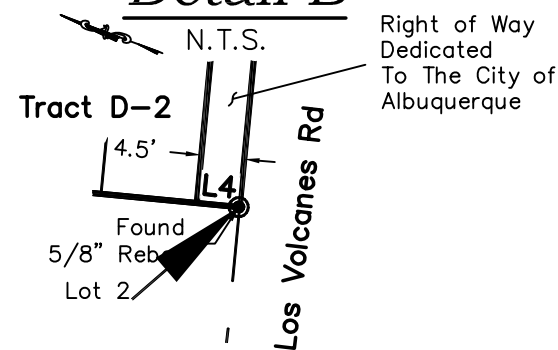 Detail B
N.T.S.
Right of Way
Dedicated
To The City of
Albuquerque
Tract D-2
4.5'
L4
Found
5/8" Reb
Lot 2
Los Volcanes Rd